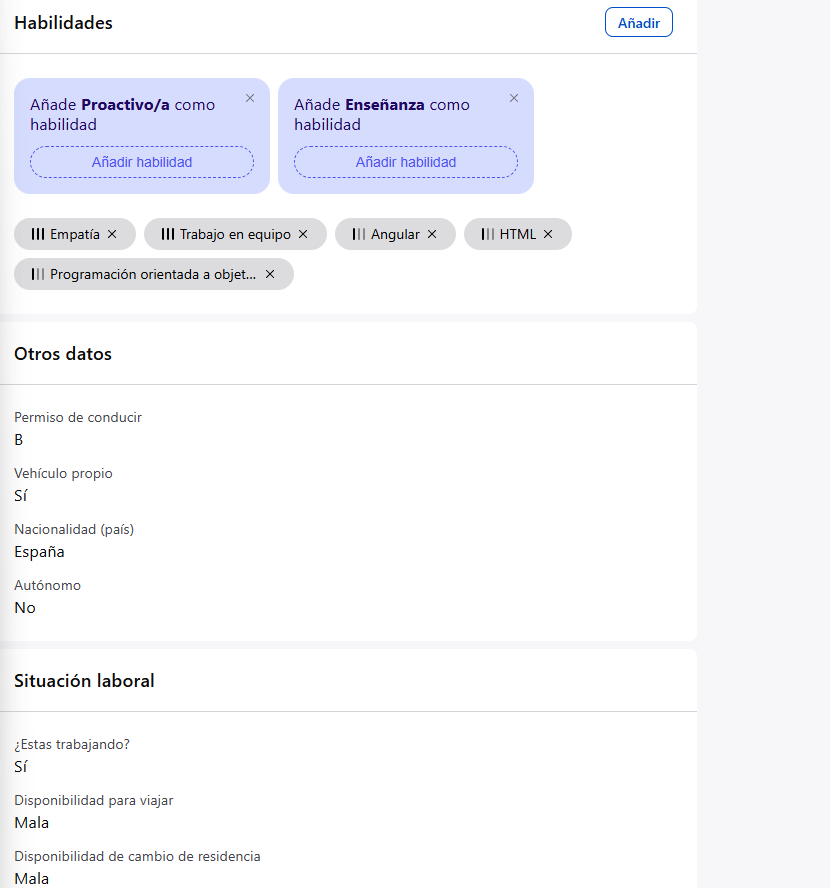 Habilidades
Añadir
Añade Proactivo/a como
habilidad
Añadir habilidad
Añade Enseñanza como
habilidad
Añadir habilidad
Empatía
Trabajo en equipo
Angular
HTML
Programación orientada a objet...
Otros datos
Permiso de conducir
B
Vehículo propio
Sí
Nacionalidad (país)
España
Autónomo
No
Situación laboral
¿Estas trabajando?
Sí
Disponibilidad para viajar
Mala
Disponibilidad de cambio de residencia
Mala